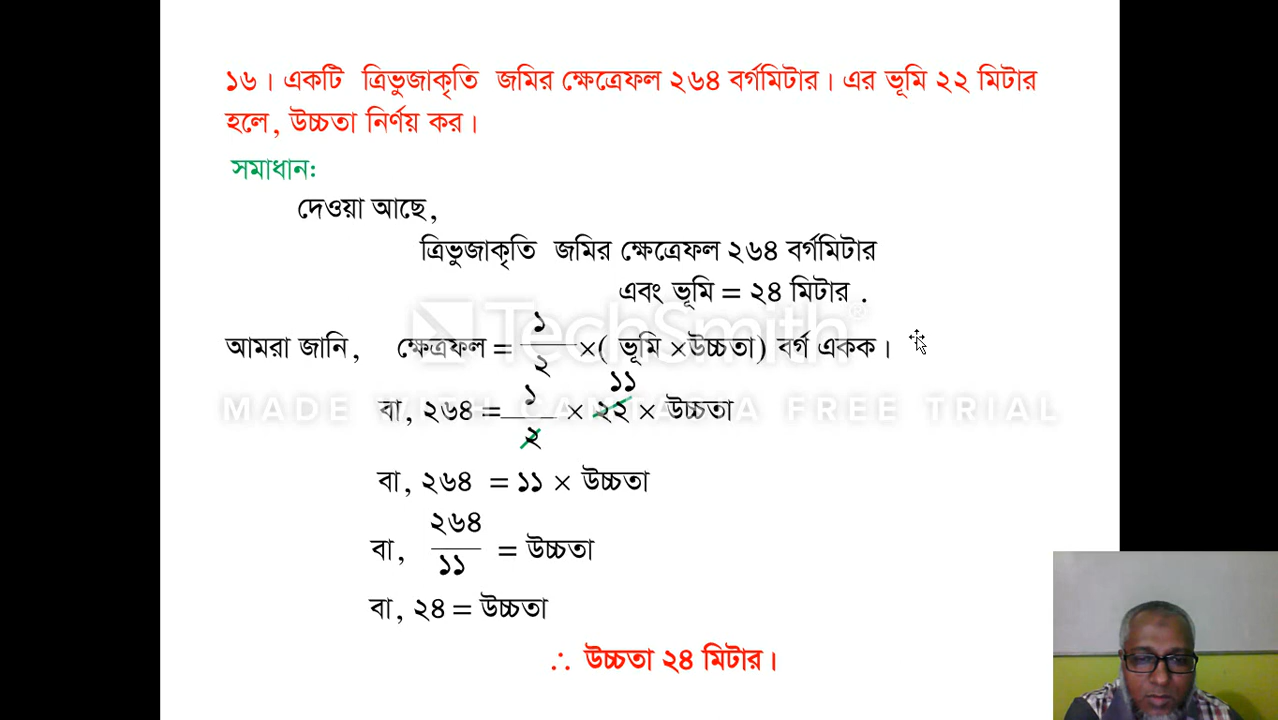 ১৬। একটি ত্রিভুজাকৃতি জমির ক্ষেত্রেফল ২৬৪ বর্গমিটার। এর ভূমি ২২ মিটার
হলে, উচ্চতা নির্ণয় কর।
সমাধান:
দেওয়া আছে,
ত্রিভুজাকৃতি জমির ক্ষেত্রেফল ২৬৪ বর্গমিটার
এবং ভূমি = ২৪ মিটার .
TechSmith
আমরা জানি, ক্ষেত্রফল = ১/২ ×( ভূমি ×উচ্চতা) বর্গ একক।
১১
বা, ২৬৪ = ১/২ × ২২ × উচ্চতা
MADE WITH CAMTASIA FREE TRIAL
বা, ২৬৪ = ১১ × উচ্চতা
বা, ২৬৪/১১ = উচ্চতা
বা, ২৪ = উচ্চতা
∴ উচ্চতা ২৪ মিটার।